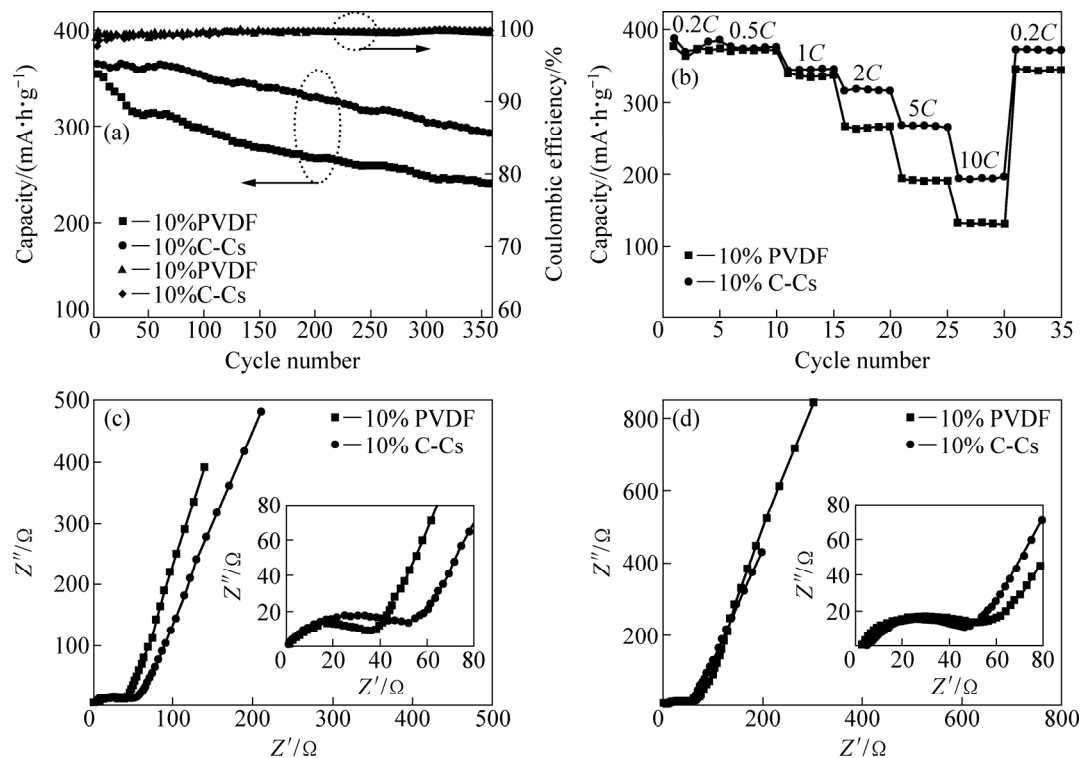 (a)
Capacity/(mA·h·g⁻¹)
400
300
200
100
Coulombic efficiency/%
100
90
80
70
60
—10%PVDF
—10%C-Cs
—10%PVDF
—10%C-Cs
0 50 100 150 200 250 300 350
Cycle number
(b)
Capacity/(mA·h·g⁻¹)
400
300
200
100
0.2C
0.5C
1C
2C
5C
10C
0.2C
—10% PVDF
—10% C-Cs
0 5 10 15 20 25 30 35
Cycle number
(c)
Z″/Ω
500
400
300
200
100
—10% PVDF
—10% C-Cs
Z″/Ω
80
60
40
20
0 20 40 60 80
Z′/Ω
0 100 200 300 400 500
Z′/Ω
(d)
Z″/Ω
800
600
400
200
0
—10% PVDF
—10% C-Cs
Z″/Ω
80
60
40
20
0 20 40 60 80
Z′/Ω
0 200 400 600 800
Z′/Ω